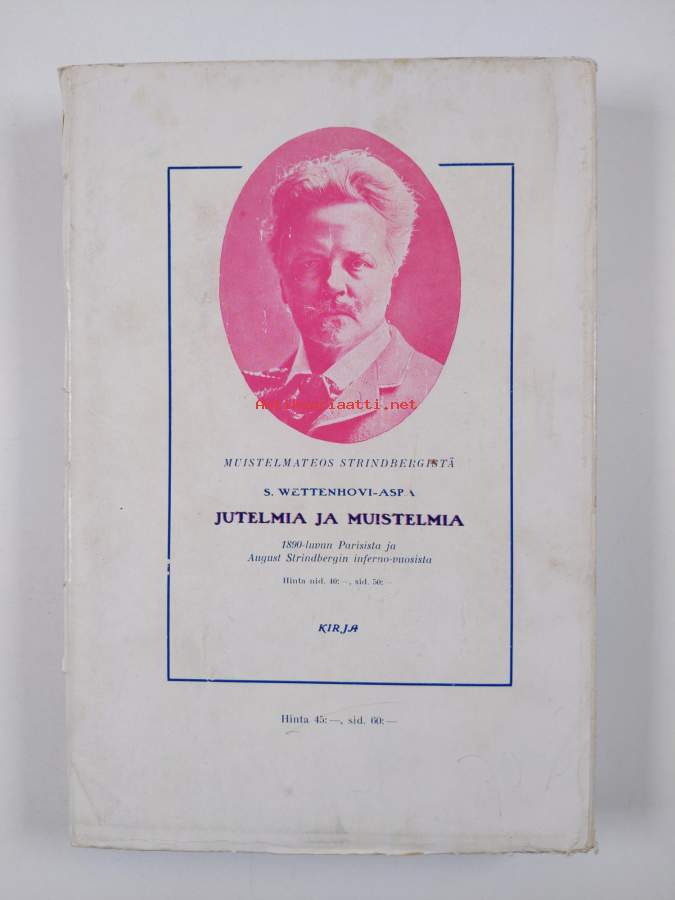 Antikvariaatti.net
MUISTELMATEOS STRINDBERGISTÄ
S. WETTENHOVI-ASPA
JUTELMIA JA MUISTELMIA
1890-luvun Parisista ja
August Strindbergin inferno-vuosista
Hinta nid. 40:—, sid. 50:—
KIRJA
Hinta 45:—, sid. 60:—